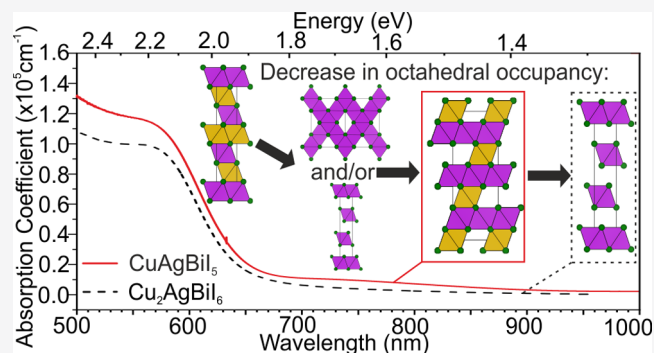 Energy (eV)
2.4 2.2 2.0 1.8 1.6 1.4
Absorption Coefficient (x10⁵cm⁻¹)
1.6
1.4
1.2
1.0
0.8
0.6
0.4
0.2
0.0
Decrease in octahedral occupancy:
and/or
CuAgBiI₅
Cu₂AgBiI₆
500 600 700 800 900 1000
Wavelength (nm)